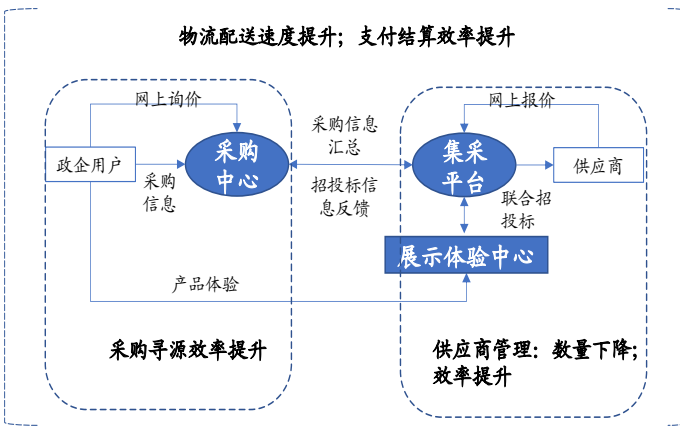 物流配送速度提升；支付结算效率提升
网上询价
网上报价
采购信息
汇总
采购
中心
集采
平台
政企用户
供应商
采购
信息
招投标信
息反馈
联合招
投标
展示体验中心
产品体验
采购寻源效率提升
供应商管理：数量下降；
效率提升